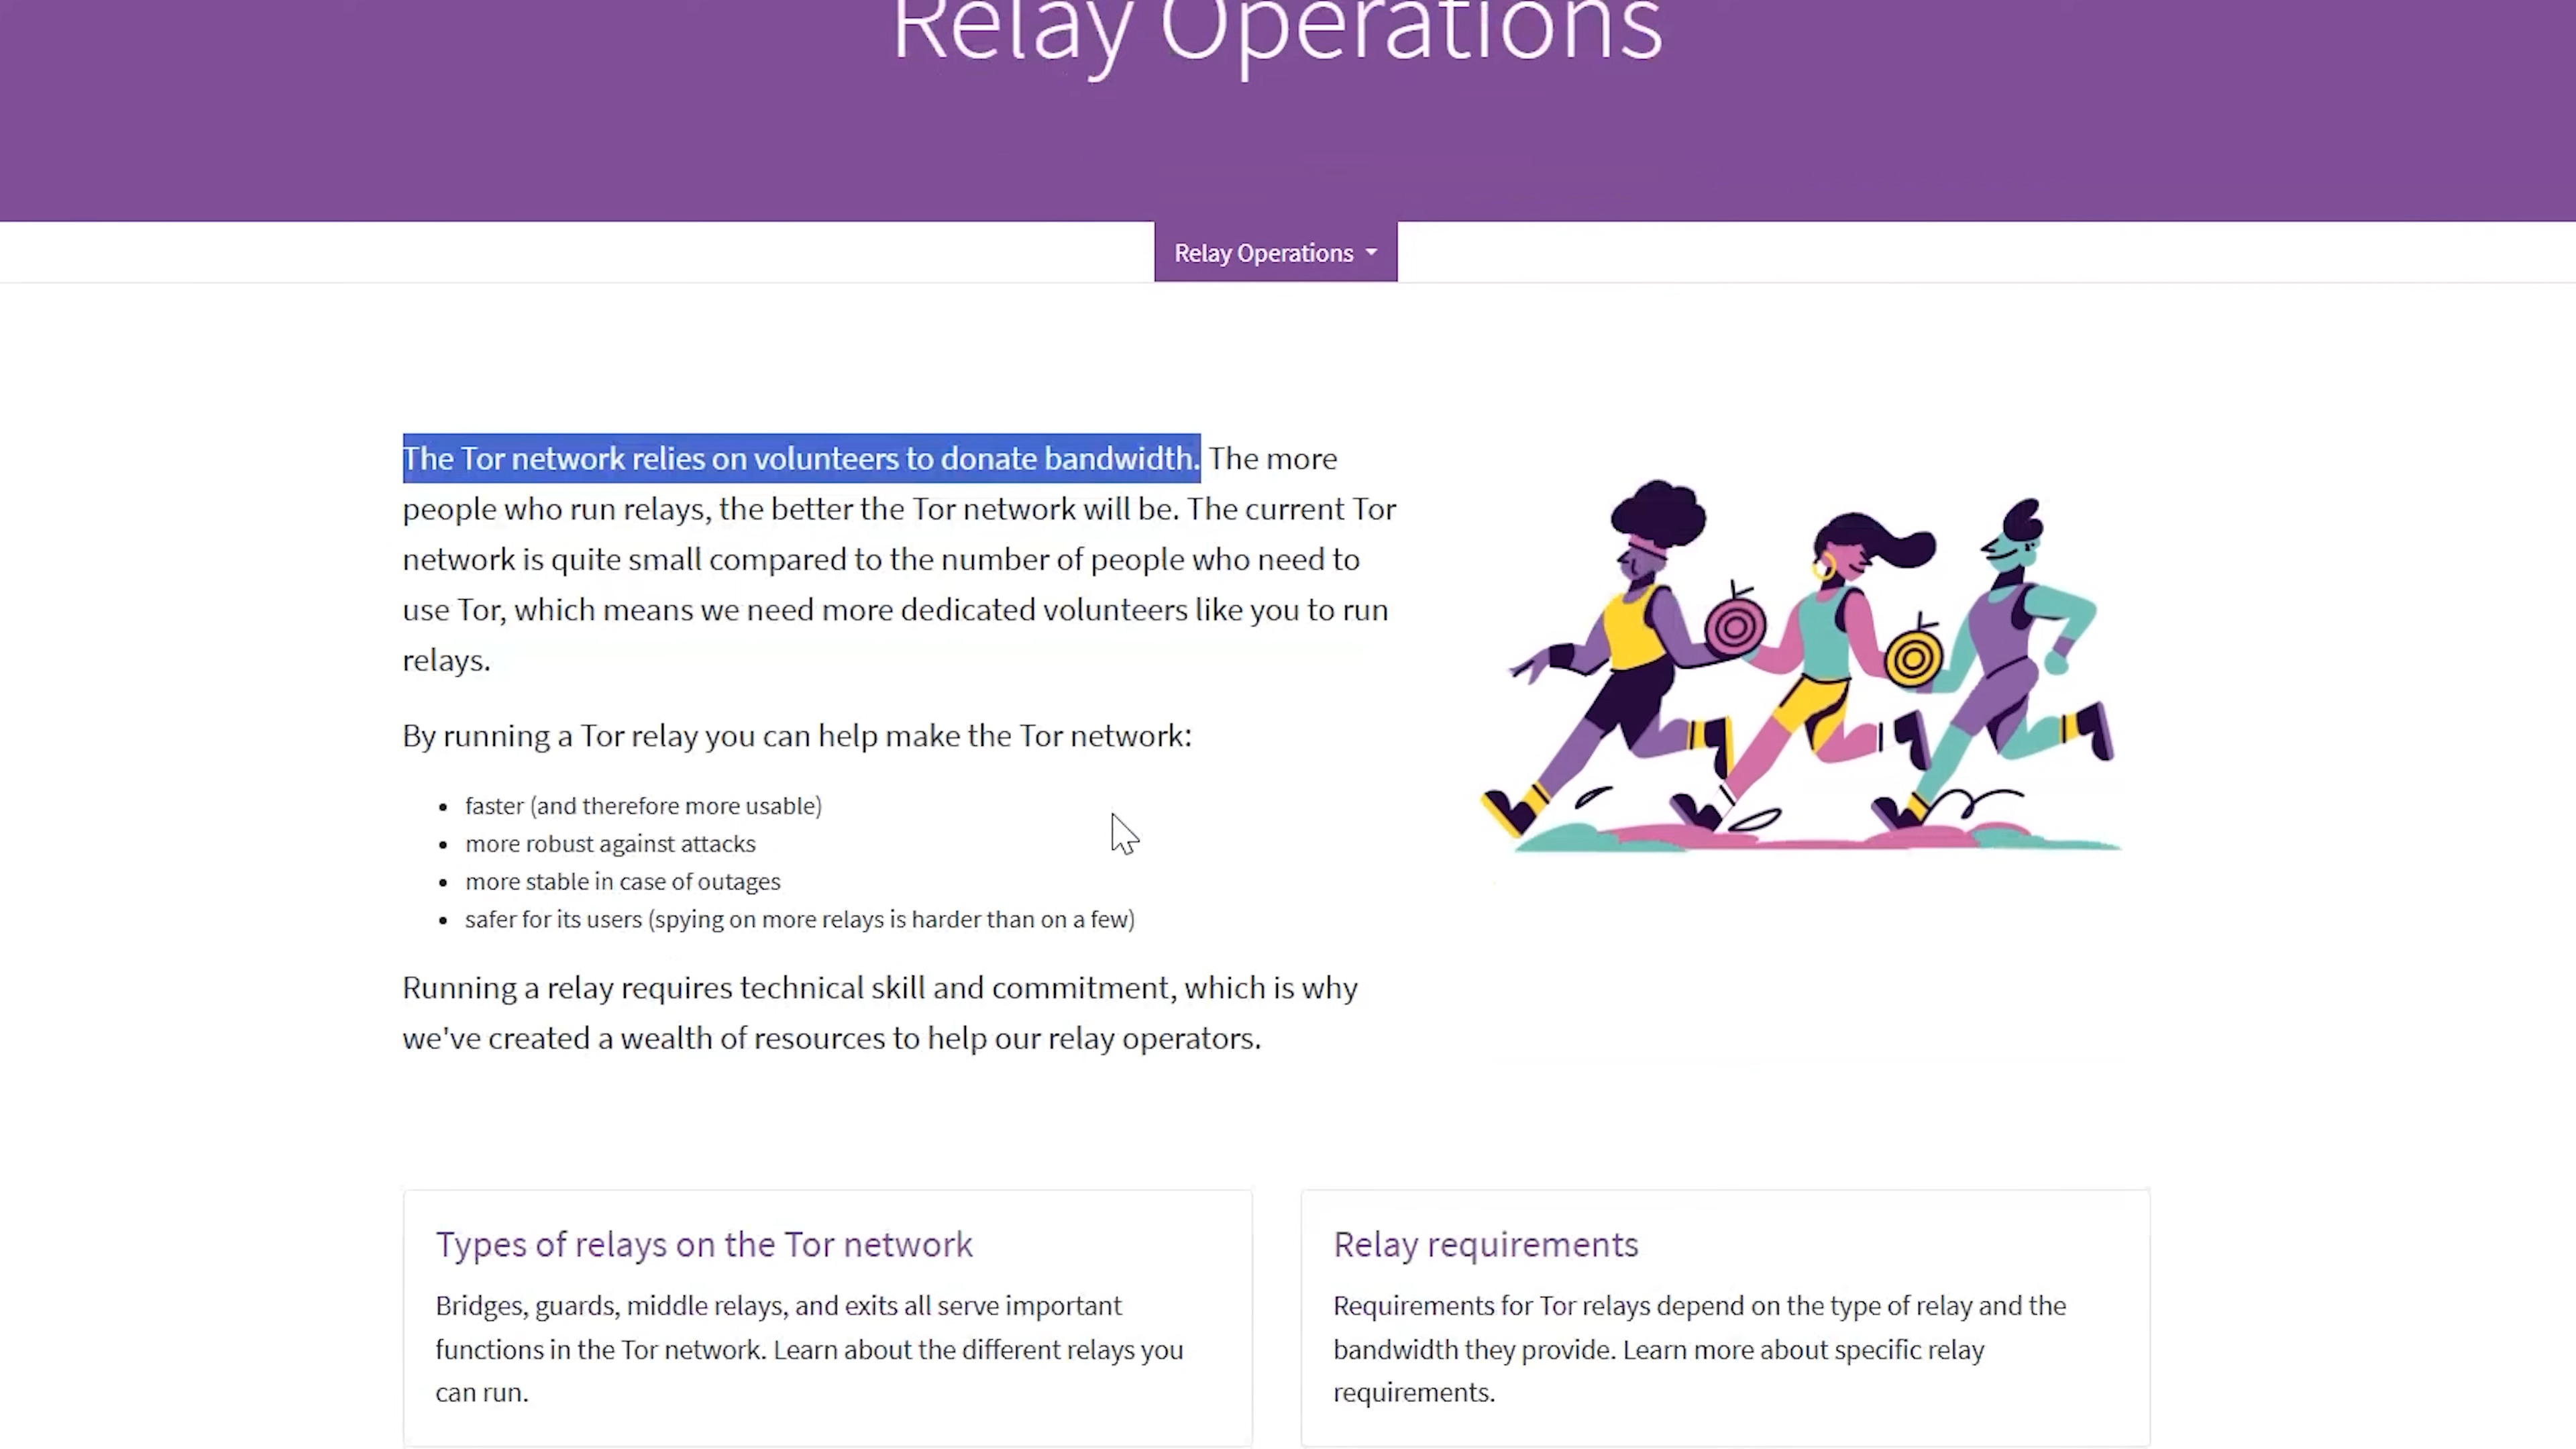 Relay Operations
Relay Operations
The Tor network relies on volunteers to donate bandwidth. The more
people who run relays, the better the Tor network will be. The current Tor
network is quite small compared to the number of people who need to
use Tor, which means we need more dedicated volunteers like you to run
relays.
By running a Tor relay you can help make the Tor network:
• faster (and therefore more usable)
• more robust against attacks
• more stable in case of outages
• safer for its users (spying on more relays is harder than on a few)
Running a relay requires technical skill and commitment, which is why
we've created a wealth of resources to help our relay operators.
Types of relays on the Tor network
Bridges, guards, middle relays, and exits all serve important
functions in the Tor network. Learn about the different relays you
can run.
Relay requirements
Requirements for Tor relays depend on the type of relay and the
bandwidth they provide. Learn more about specific relay
requirements.